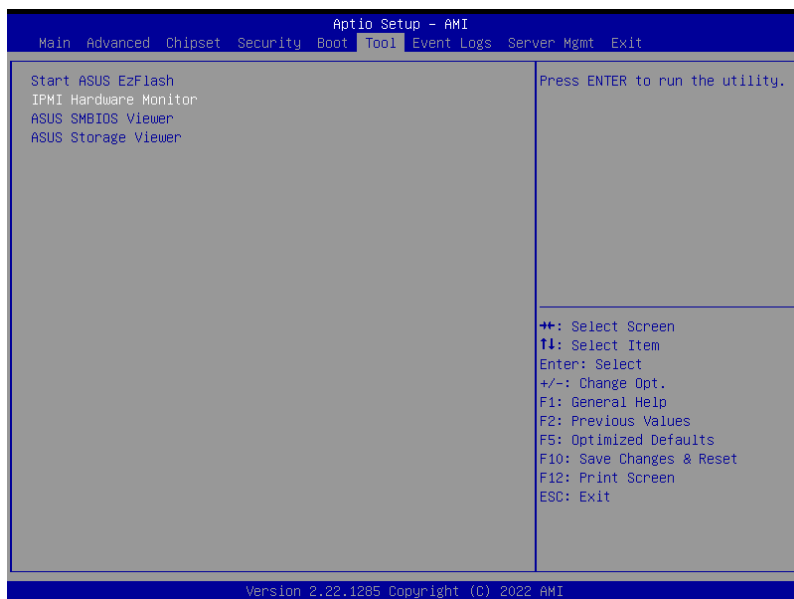 Aptio Setup – AMI
Main Advanced Chipset Security Boot Tool Event Logs Server Mgmt Exit
Start ASUS EzFlash
IPMI Hardware Monitor
ASUS SMBIOS Viewer
ASUS Storage Viewer
Press ENTER to run the utility.
→←: Select Screen
↑↓: Select Item
Enter: Select
+/-: Change Opt.
F1: General Help
F2: Previous Values
F5: Optimized Defaults
F10: Save Changes & Reset
F12: Print Screen
ESC: Exit
Version 2.22.1285 Copyright (C) 2022 AMI